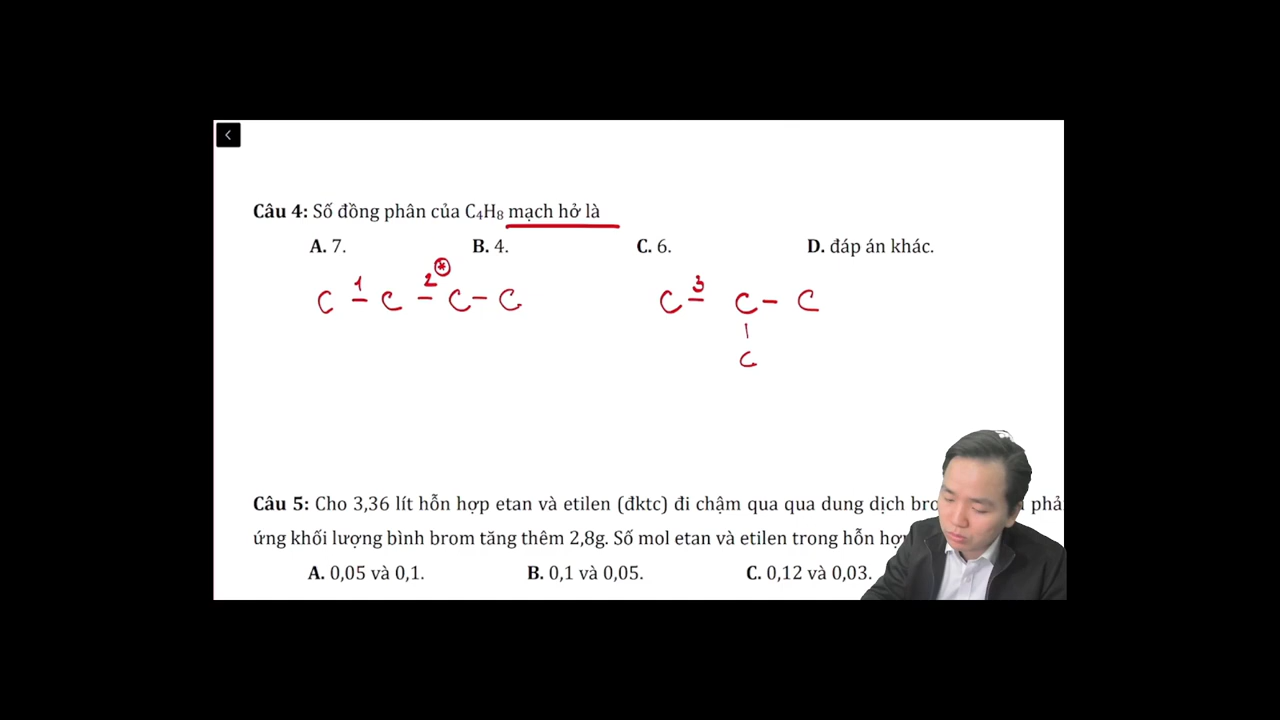 Câu 4: Số đồng phân của C₄H₈ mạch hở là
A. 7. B. 4. C. 6. D. đáp án khác.
1 2 * 3
C – C – C – C C – C – C
C
Câu 5: Cho 3,36 lít hỗn hợp etan và etilen (đktc) đi chậm qua qua dung dịch phả
ứng khối lượng bình brom tăng thêm 2,8g. Số mol etan và etilen trong hỗn
A. 0,05 và 0,1. B. 0,1 và 0,05. C. 0,12 và 0,03.